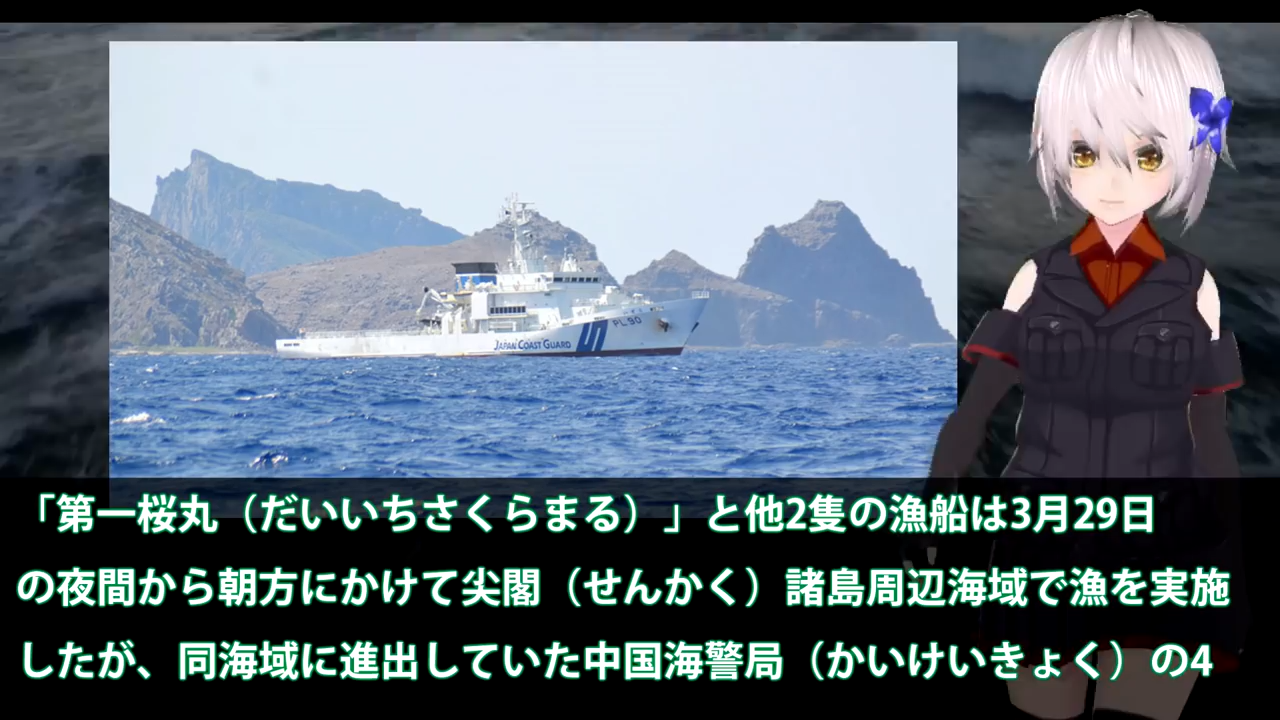 PL 90
JAPAN COAST GUARD
「第一桜丸（だいいちさくらまる）」と他2隻の漁船は3月29日
の夜間から朝方にかけて尖閣（せんかく）諸島周辺海域で漁を実施
したが、同海域に進出していた中国海警局（かいけいきょく）の4